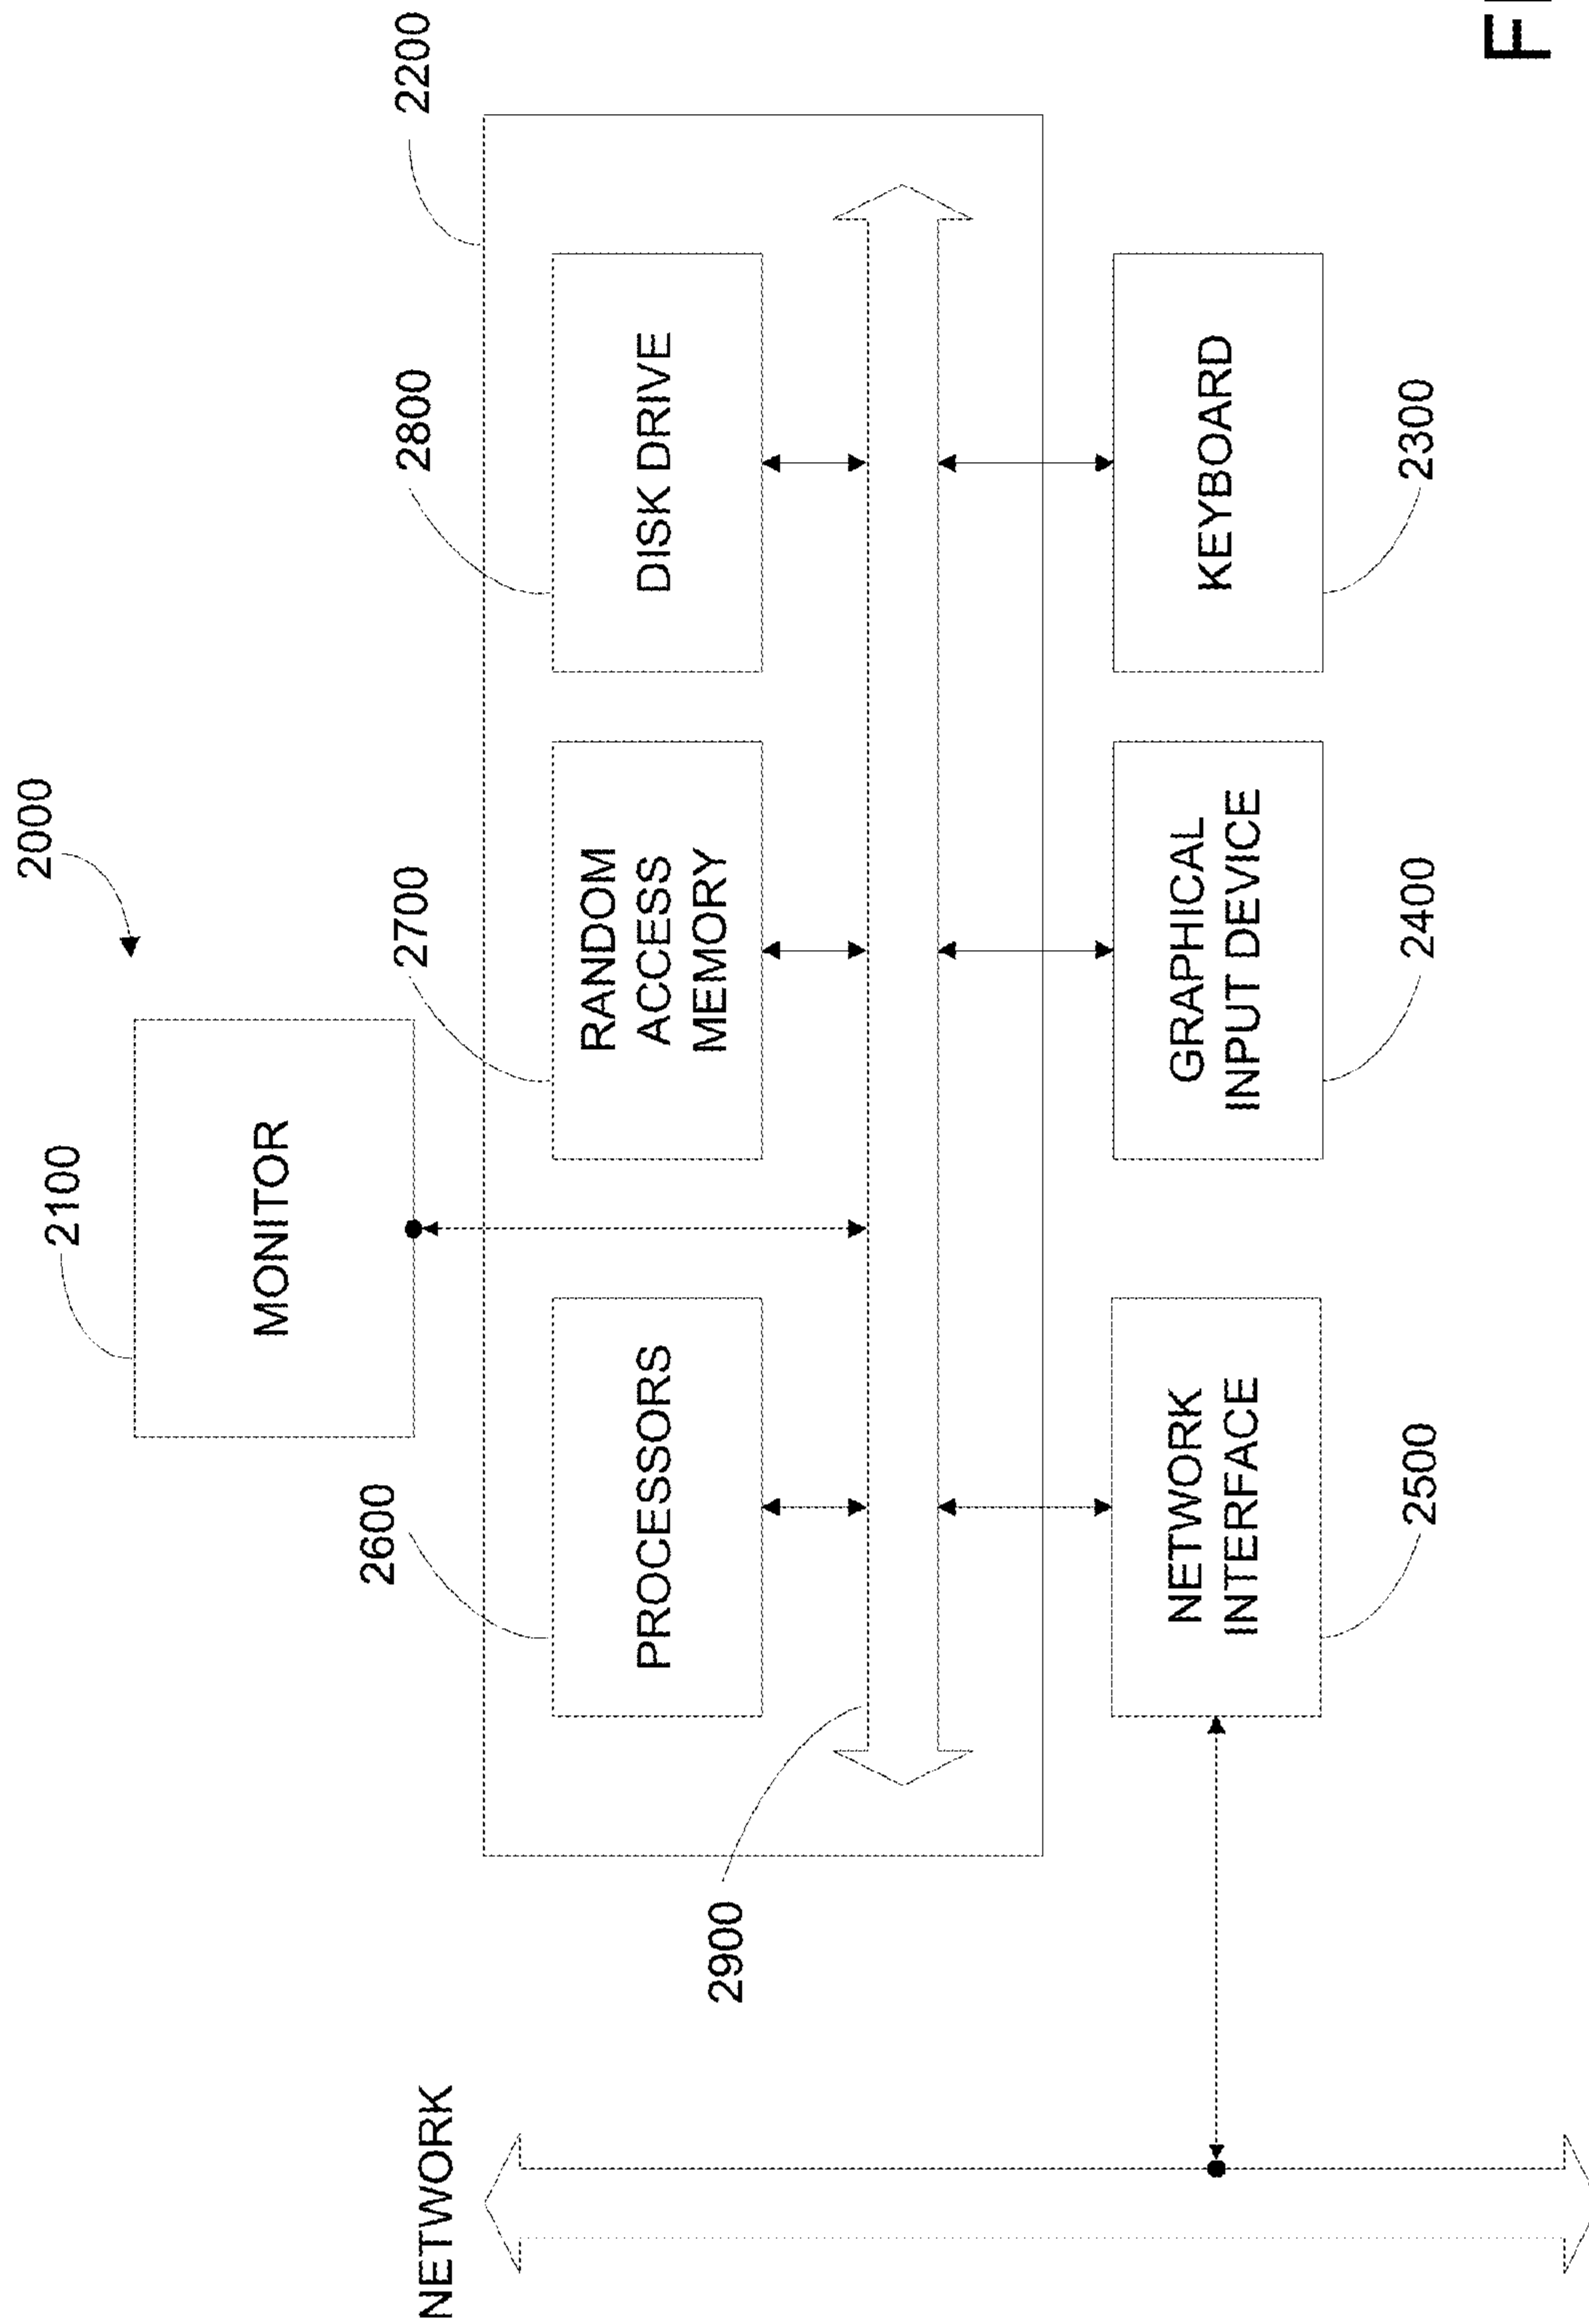 2000
2100
MONITOR
2200
2600
2700
2800
PROCESSORS
RANDOM
ACCESS
MEMORY
DISK DRIVE
2900
NETWORK
NETWORK
INTERFACE
GRAPHICAL
INPUT DEVICE
KEYBOARD
2500
2400
2300